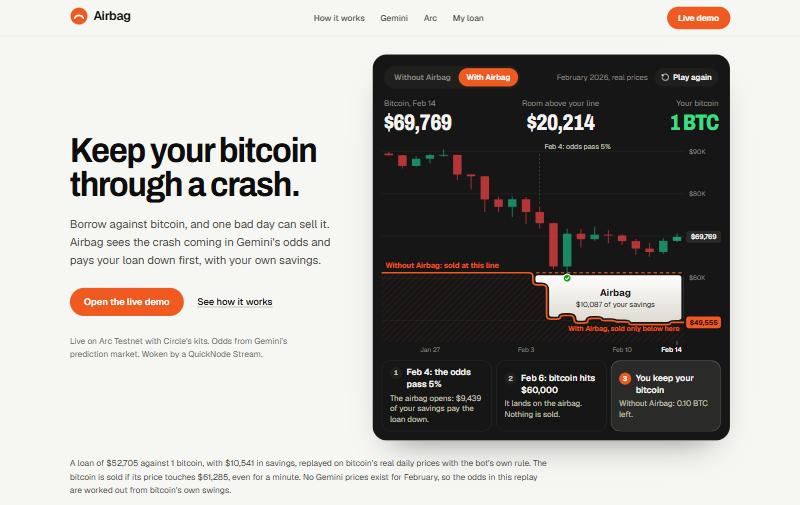 Airbag
How it works
Gemini
Arc
My loan
Live demo
Keep your bitcoin
through a crash.
Borrow against bitcoin, and one bad day can sell it.
Airbag sees the crash coming in Gemini's odds and
pays your loan down first, with your own savings.
Open the live demo
See how it works
Live on Arc Testnet with Circle's kits. Odds from Gemini's
prediction market. Woken by a QuickNode Stream.
Without Airbag
With Airbag
February 2026, real prices
Play again
Bitcoin, Feb 14
$69,769
Room above your line
$20,214
Your bitcoin
1 BTC
Feb 4: odds pass 5%
$90K
$80K
$69,769
$60K
$49,555
Without Airbag: sold at this line
Airbag
$10,087 of your savings
With Airbag, sold only below here
Jan 27
Feb 3
Feb 10
Feb 14
1
Feb 4: the odds
pass 5%
The airbag opens: $9,439
of your savings pay the
loan down.
2
Feb 6: bitcoin hits
$60,000
It lands on the airbag.
Nothing is sold.
3
You keep your
bitcoin
Without Airbag: 0.10 BTC
left.
A loan of $52,705 against 1 bitcoin, with $10,541 in savings, replayed on bitcoin's real daily prices with the bot's own rule. The
bitcoin is sold if its price touches $61,285, even for a minute. No Gemini prices exist for February, so the odds in this replay
are worked out from bitcoin's own swings.